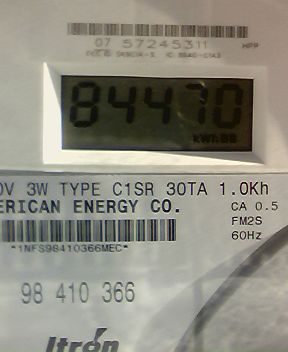 07 57245311
84470
0V 3W TYPE C1SR 30TA 1.0Kh
ERICAN ENERGY CO.
CA 0.5
FM2S
60Hz
*1NFS98410366MEC*
98 410 366
Itron